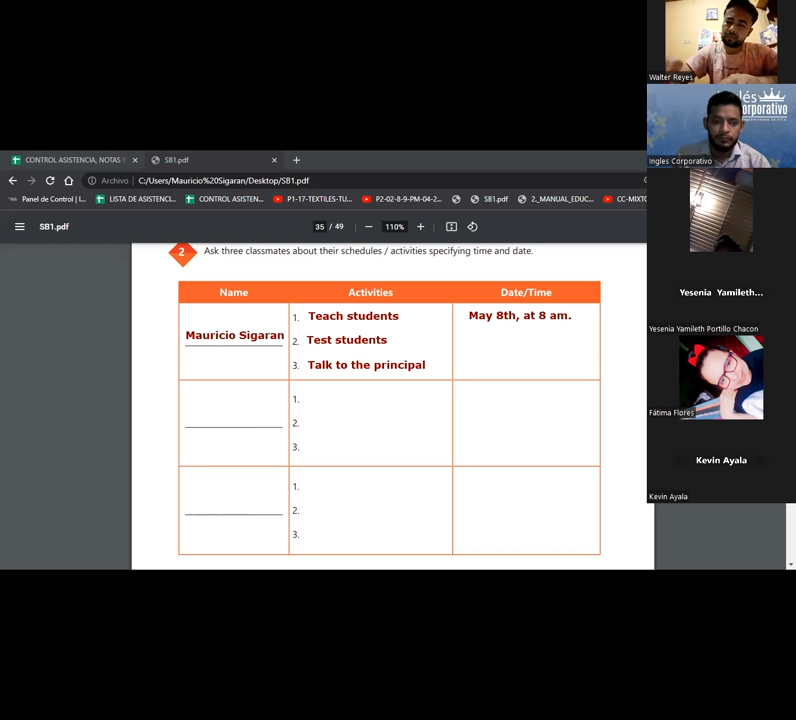 Walter Reyes
Ingles Corporativo
Yesenia Yamileth...
Yesenia Yamileth Portillo Chacon
Fátima Flores
Kevin Ayala
Kevin Ayala
CONTROL ASISTENCIA, NOTAS
SB1.pdf
Archivo
C:/Users/Mauricio%20Sigaran/Desktop/SB1.pdf
Panel de Control | I...
LISTA DE ASISTENCI...
CONTROL ASISTEN...
P1-17-TEXTILES-TU...
P2-02-8-9-PM-04-2...
SB1.pdf
2._MANUAL_EDUC...
CC-MIXTO
SB1.pdf
35 / 49
110%
2 Ask three classmates about their schedules / activities specifying time and date.
Name Activities Date/Time
Mauricio Sigaran
1. Teach students
2. Test students
3. Talk to the principal
May 8th, at 8 am.
1.
2.
3.
1.
2.
3.